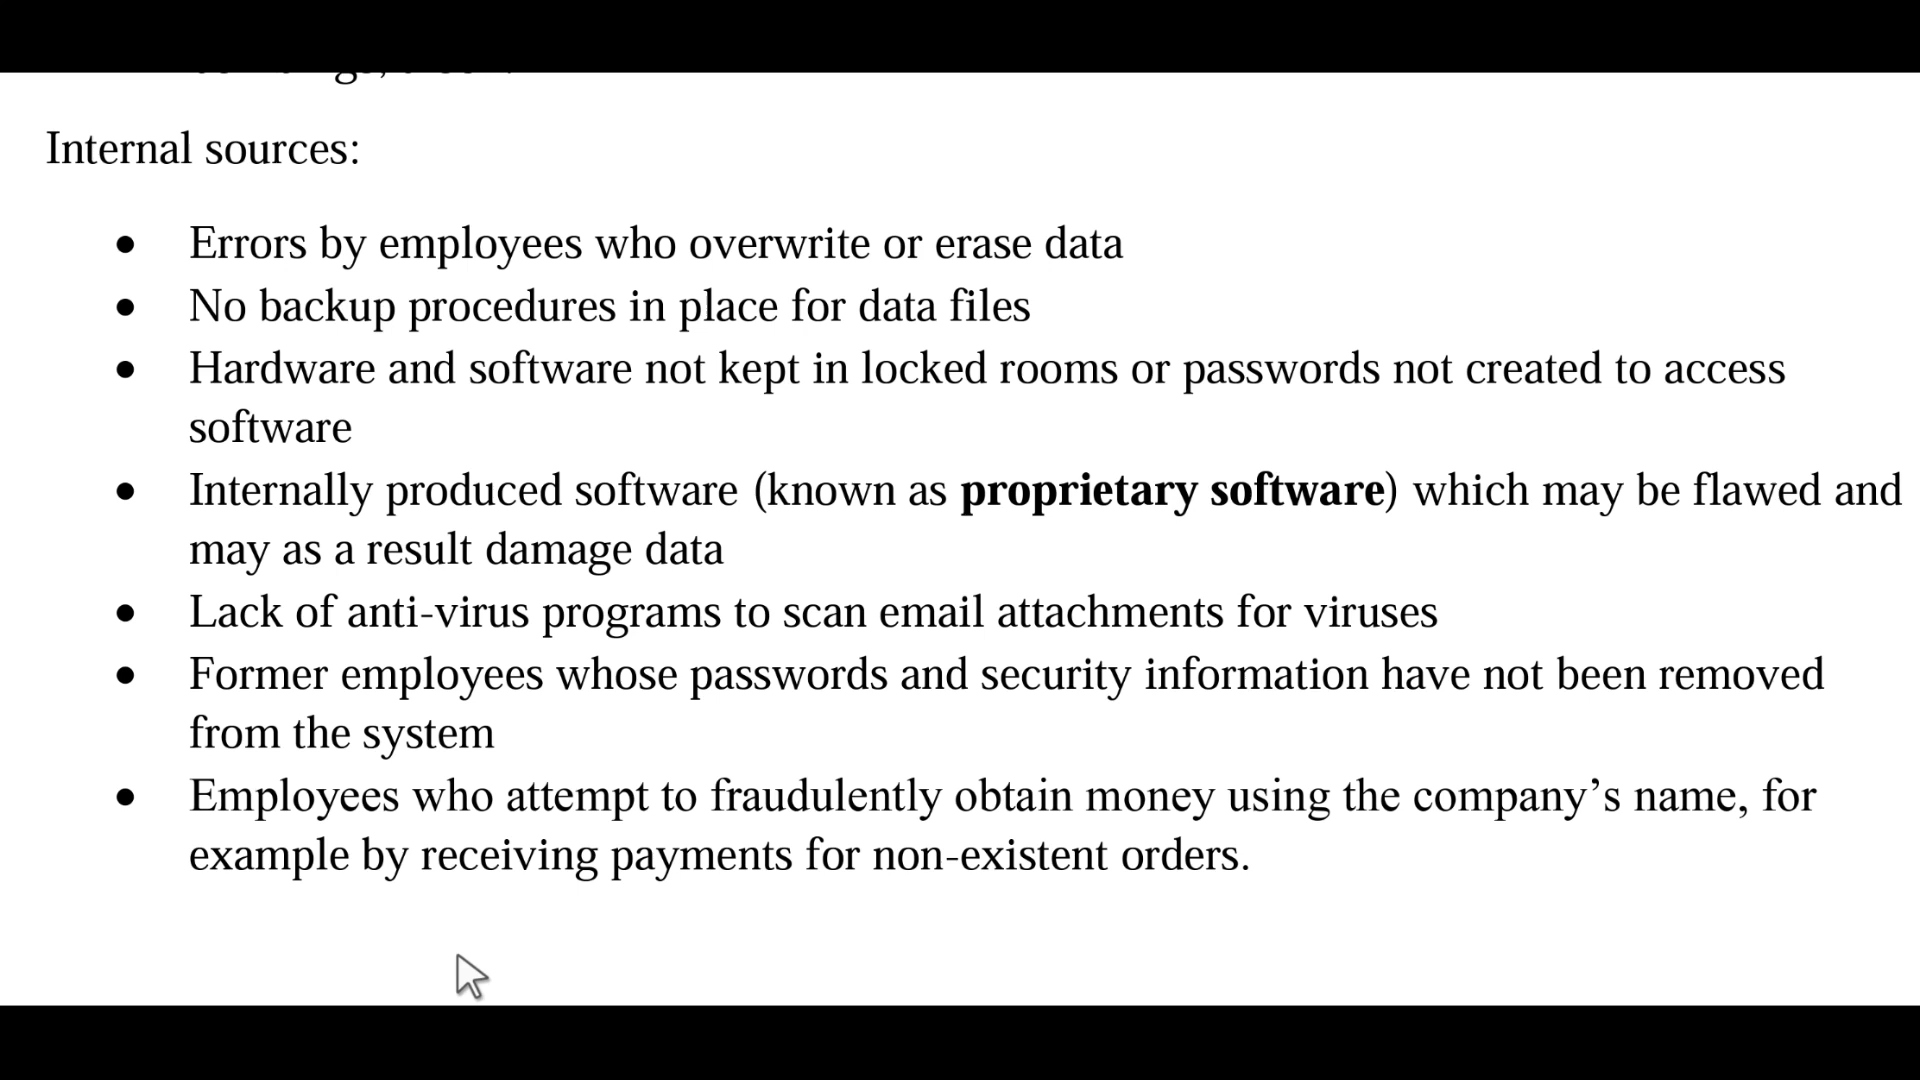 Internal sources:
• Errors by employees who overwrite or erase data
• No backup procedures in place for data files
• Hardware and software not kept in locked rooms or passwords not created to access
software
• Internally produced software (known as proprietary software) which may be flawed and
may as a result damage data
• Lack of anti-virus programs to scan email attachments for viruses
• Former employees whose passwords and security information have not been removed
from the system
• Employees who attempt to fraudulently obtain money using the company’s name, for
example by receiving payments for non-existent orders.